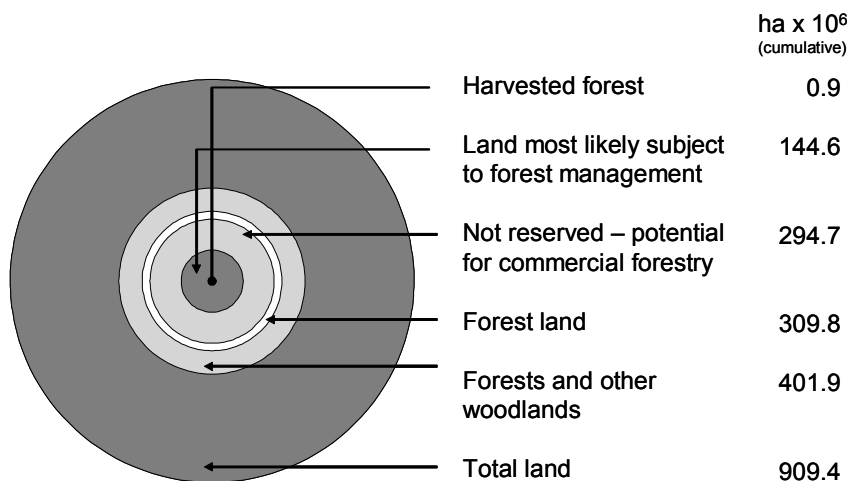 ha x 10⁶
(cumulative)
Harvested forest 0.9
Land most likely subject
to forest management 144.6
Not reserved – potential
for commercial forestry 294.7
Forest land 309.8
Forests and other
woodlands 401.9
Total land 909.4